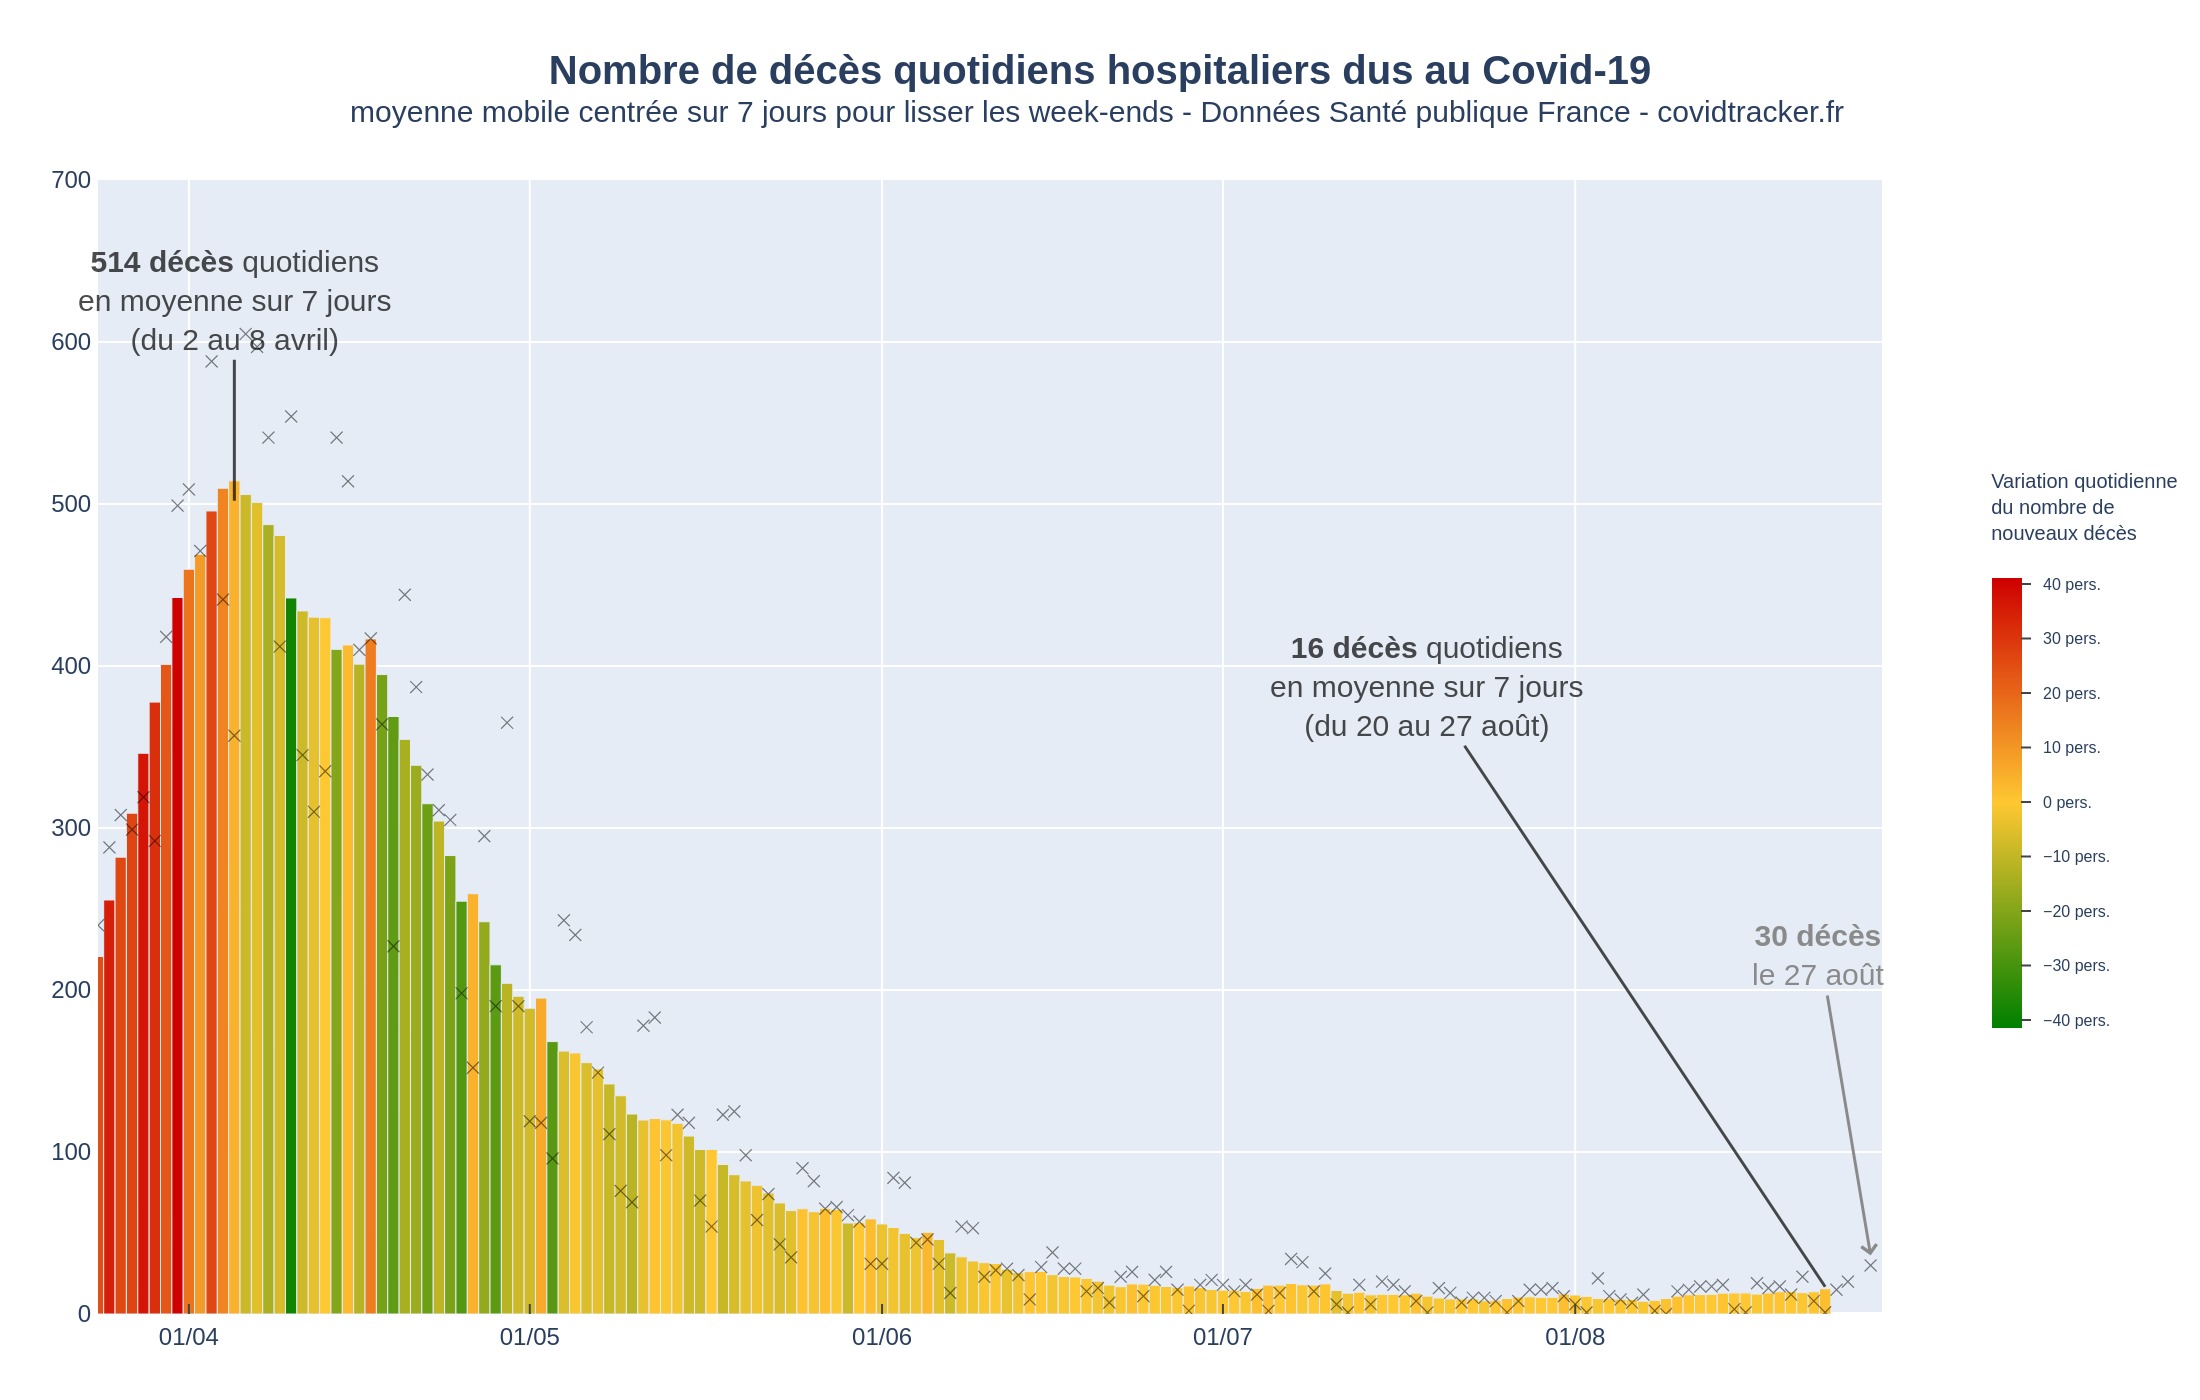 Nombre de décès quotidiens hospitaliers dus au Covid-19
moyenne mobile centrée sur 7 jours pour lisser les week-ends - Données Santé publique France - covidtracker.fr
700
600
500
400
300
200
100
0
514 décès quotidiens
en moyenne sur 7 jours
(du 2 au 8 avril)
16 décès quotidiens
en moyenne sur 7 jours
(du 20 au 27 août)
30 décès
le 27 août
01/04
01/05
01/06
01/07
01/08
Variation quotidienne
du nombre de
nouveaux décès
40 pers.
30 pers.
20 pers.
10 pers.
0 pers.
−10 pers.
−20 pers.
−30 pers.
−40 pers.